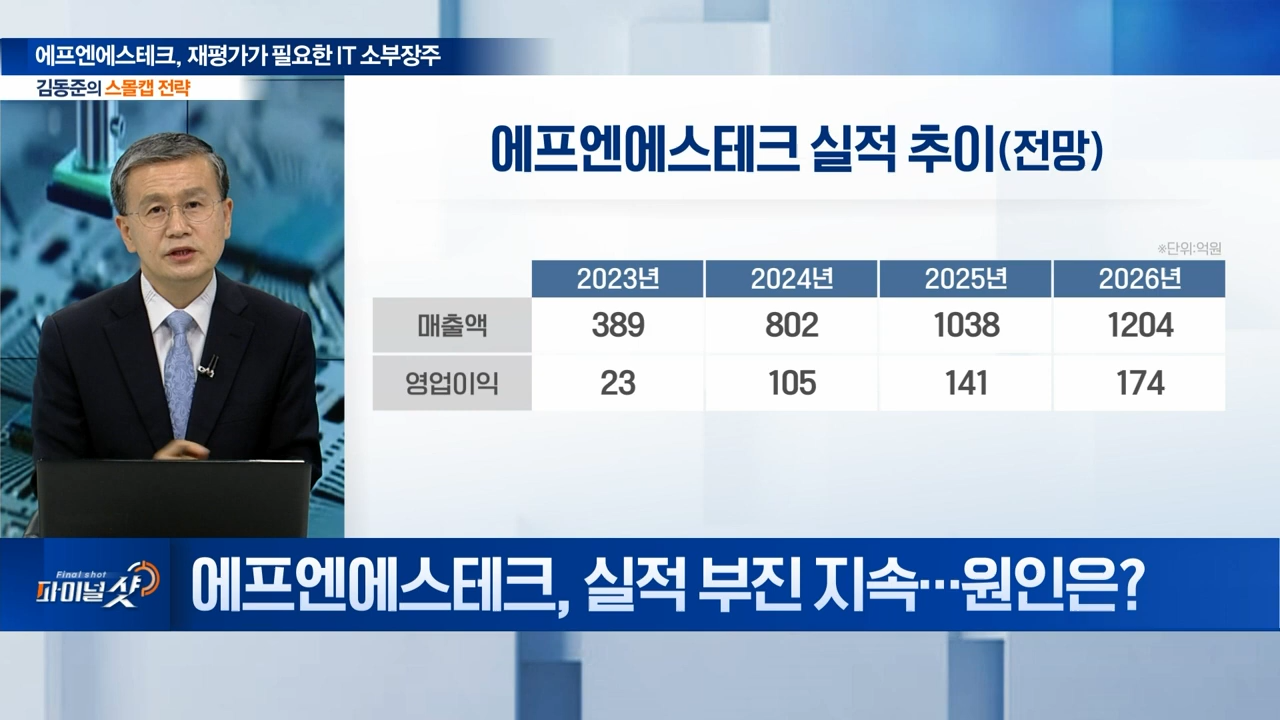 에프엔에스테크, 재평가가 필요한 IT 소부장주
김동준의 스몰캡 전략
에프엔에스테크 실적 추이(전망)
※단위:억원
2023년 2024년 2025년 2026년
매출액 389 802 1038 1204
영업이익 23 105 141 174
Final shot
파이널샷
에프엔에스테크, 실적 부진 지속…원인은?